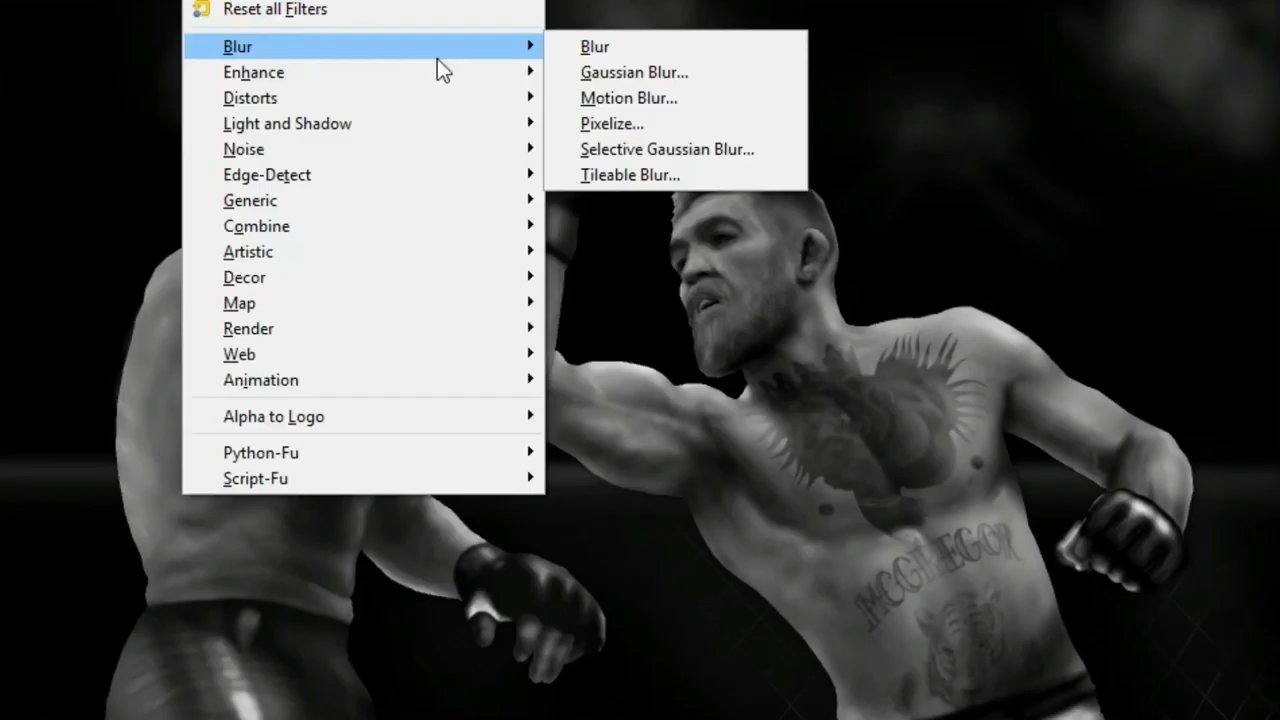 Reset all Filters
Blur
Enhance
Distorts
Light and Shadow
Noise
Edge-Detect
Generic
Combine
Artistic
Decor
Map
Render
Web
Animation
Alpha to Logo
Python-Fu
Script-Fu
Blur
Gaussian Blur...
Motion Blur...
Pixelize...
Selective Gaussian Blur...
Tileable Blur...
MCGREGOR